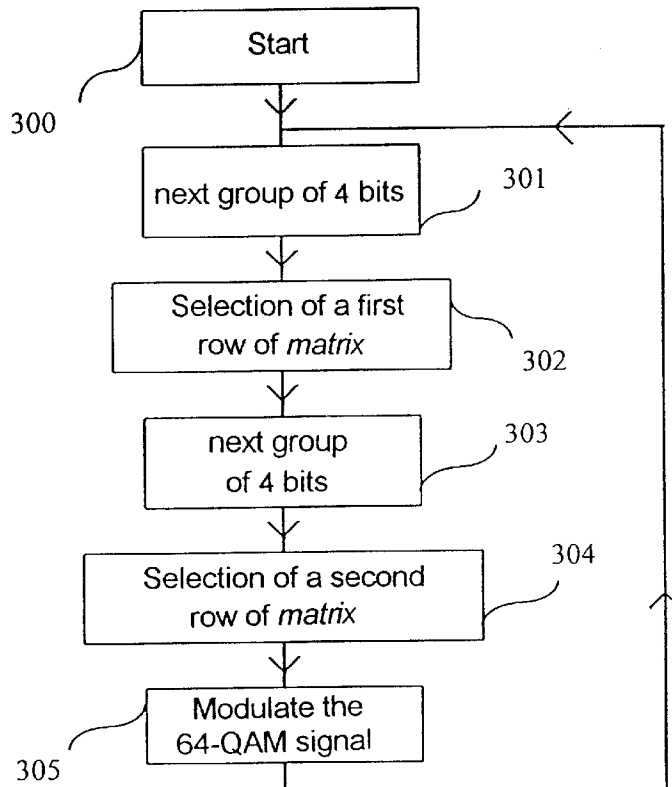 Start
300
next group of 4 bits
301
Selection of a first
row of matrix
302
next group
of 4 bits
303
Selection of a second
row of matrix
304
Modulate the
64-QAM signal
305